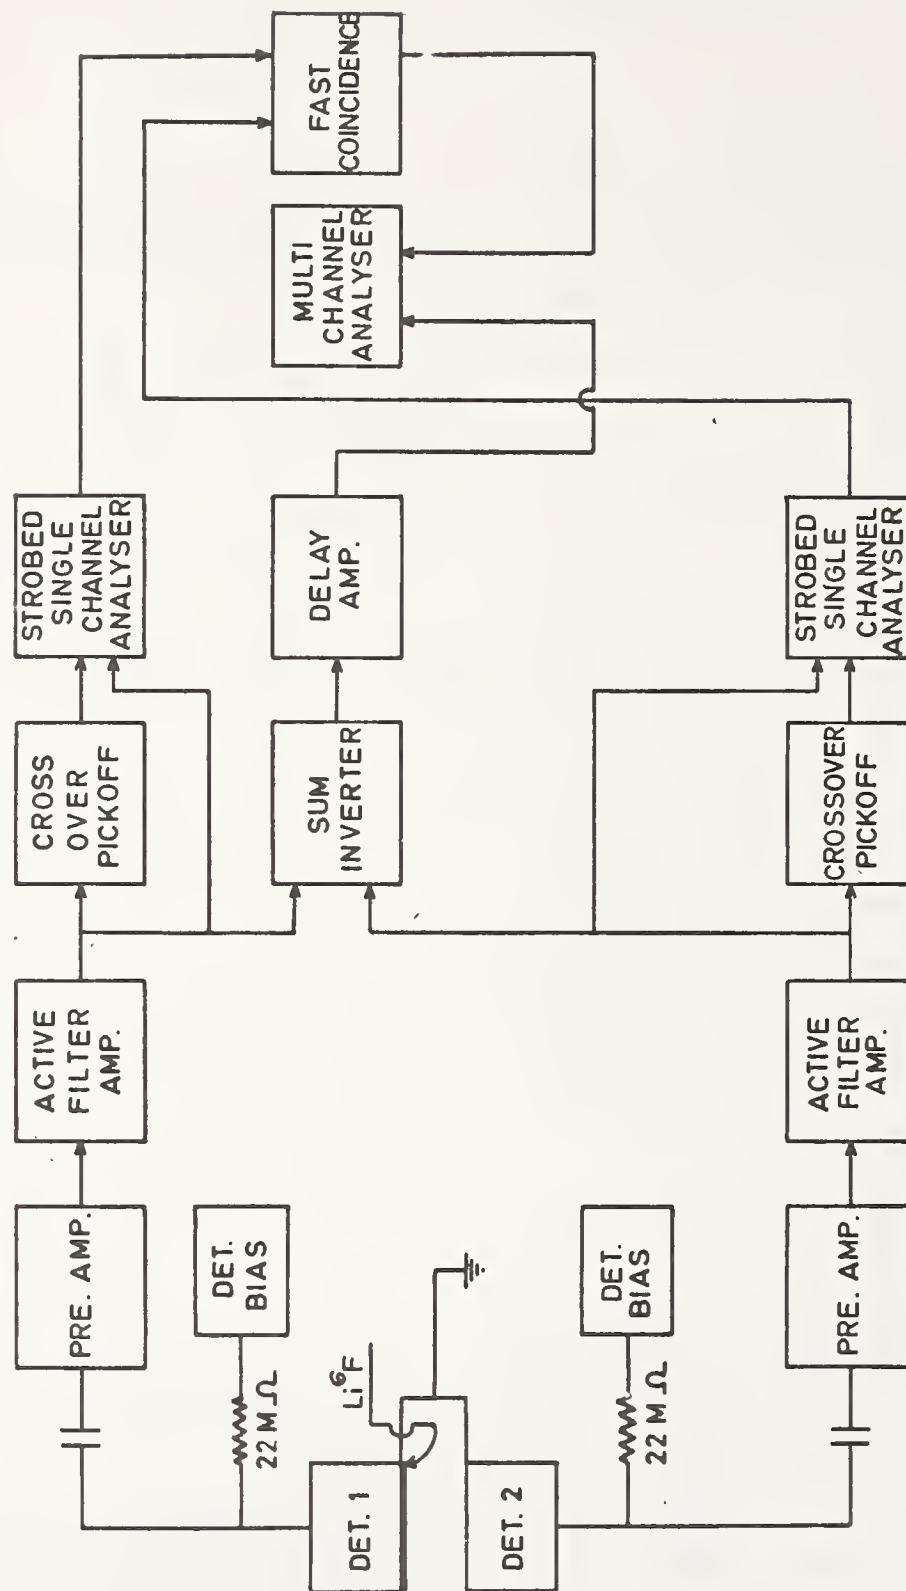 PRE. AMP.
ACTIVE
FILTER
AMP.
CROSS
OVER
PICKOFF
STROBED
SINGLE
CHANNEL
ANALYSER
DET.
BIAS
22 M Ω
Li⁶F
DET. 1
SUM
INVERTER
DELAY
AMP.
MULTI
CHANNEL
ANALYSER
FAST
COINCIDENCE
DET. 2
DET.
BIAS
22 M Ω
PRE. AMP.
ACTIVE
FILTER
AMP.
CROSSOVER
PICKOFF
STROBED
SINGLE
CHANNEL
ANALYSER